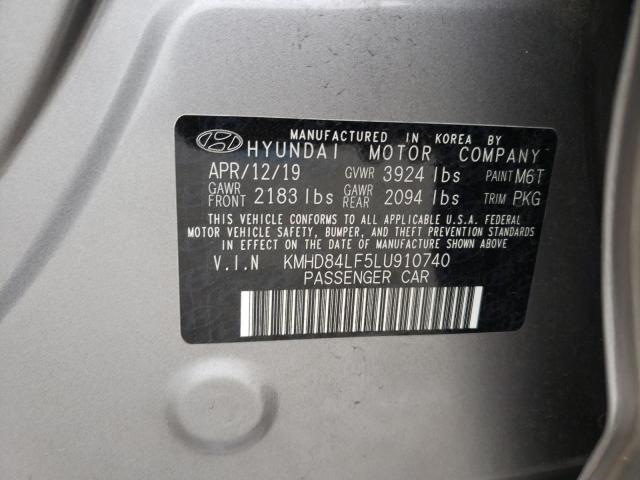 MANUFACTURED IN KOREA BY
HYUNDAI MOTOR COMPANY
APR/12/19 GVWR 3924 lbs PAINT M6T
GAWR FRONT 2183 lbs GAWR REAR 2094 lbs TRIM PKG
THIS VEHICLE CONFORMS TO ALL APPLICABLE U.S.A. FEDERAL
MOTOR VEHICLE SAFETY, BUMPER, AND THEFT PREVENTION STANDARDS
IN EFFECT ON THE DATE OF MANUFACTURE SHOWN ABOVE.
V.I.N KMHD84LF5LU910740
PASSENGER CAR